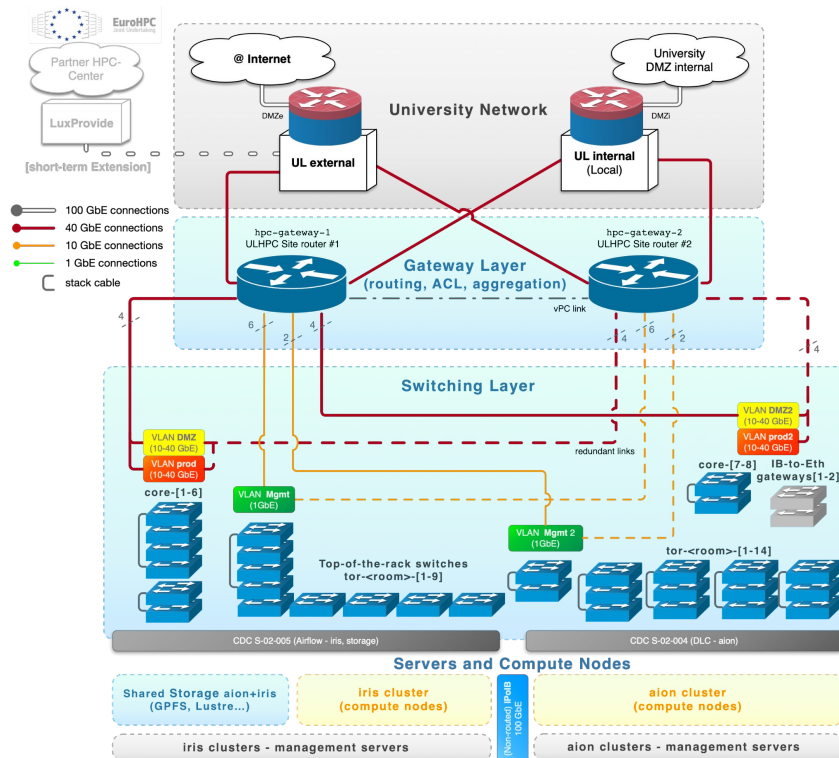 EuroHPC
Joint Undertaking
Partner HPC-
Center
LuxProvide
[short-term Extension]
@ Internet
University
DMZ internal
University Network
DMZe
DMZi
UL external
UL internal
(Local)
100 GbE connections
40 GbE connections
10 GbE connections
1 GbE connections
stack cable
hpc-gateway-1
ULHPC Site router #1
hpc-gateway-2
ULHPC Site router #2
Gateway Layer
(routing, ACL, aggregation)
vPC link
4
6
2
4
4
6
2
4
Switching Layer
VLAN DMZ
(10-40 GbE)
VLAN prod
(10-40 GbE)
VLAN DMZ2
(10-40 GbE)
VLAN prod2
(10-40 GbE)
redundant links
core-[1-6]
VLAN Mgmt
(1GbE)
VLAN Mgmt 2
(1GbE)
core-[7-8]
IB-to-Eth
gateways[1-2]
Top-of-the-rack switches
tor-<room>-[1-9]
tor-<room>-[1-14]
CDC S-02-005 (Airflow - iris, storage)
CDC S-02-004 (DLC - aion)
Servers and Compute Nodes
Shared Storage aion+iris
(GPFS, Lustre...)
iris cluster
(compute nodes)
(Non-routed) IPoIB
100 GbE
aion cluster
(compute nodes)
iris clusters - management servers
aion clusters - management servers